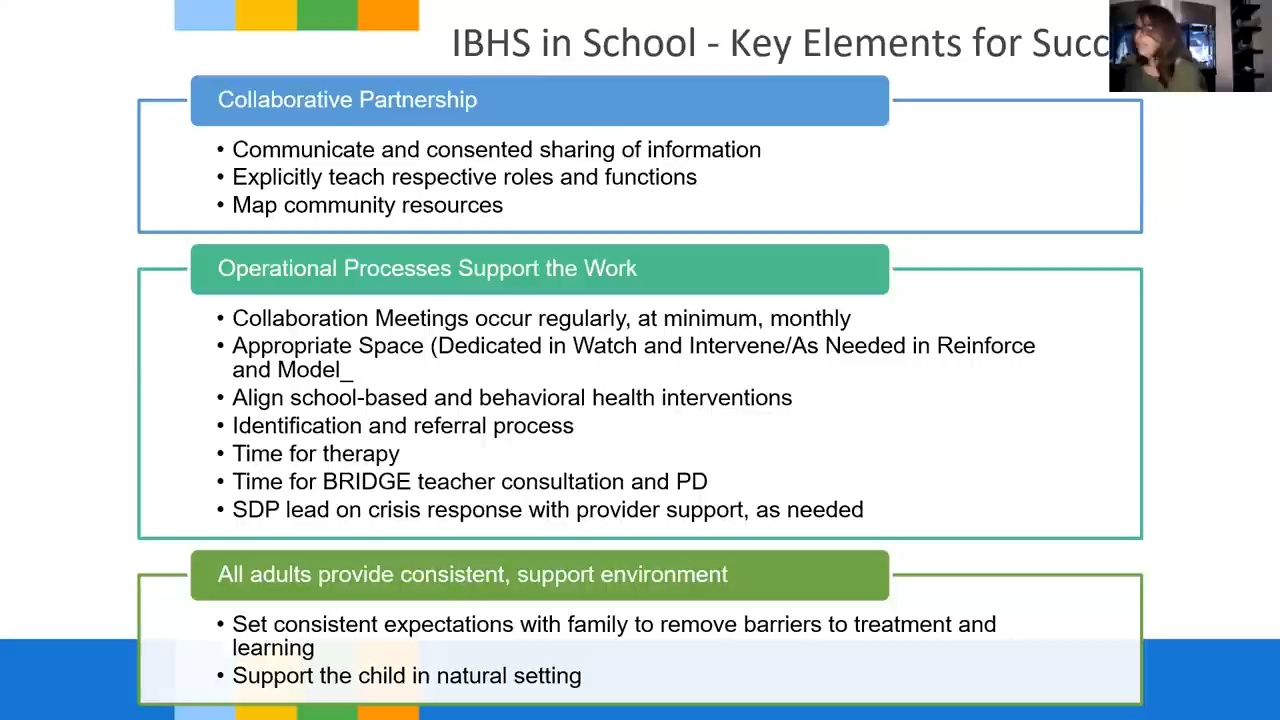 IBHS in School - Key Elements for Succ
Collaborative Partnership
• Communicate and consented sharing of information
• Explicitly teach respective roles and functions
• Map community resources
Operational Processes Support the Work
• Collaboration Meetings occur regularly, at minimum, monthly
• Appropriate Space (Dedicated in Watch and Intervene/As Needed in Reinforce
and Model_
• Align school-based and behavioral health interventions
• Identification and referral process
• Time for therapy
• Time for BRIDGE teacher consultation and PD
• SDP lead on crisis response with provider support, as needed
All adults provide consistent, support environment
• Set consistent expectations with family to remove barriers to treatment and
learning
• Support the child in natural setting